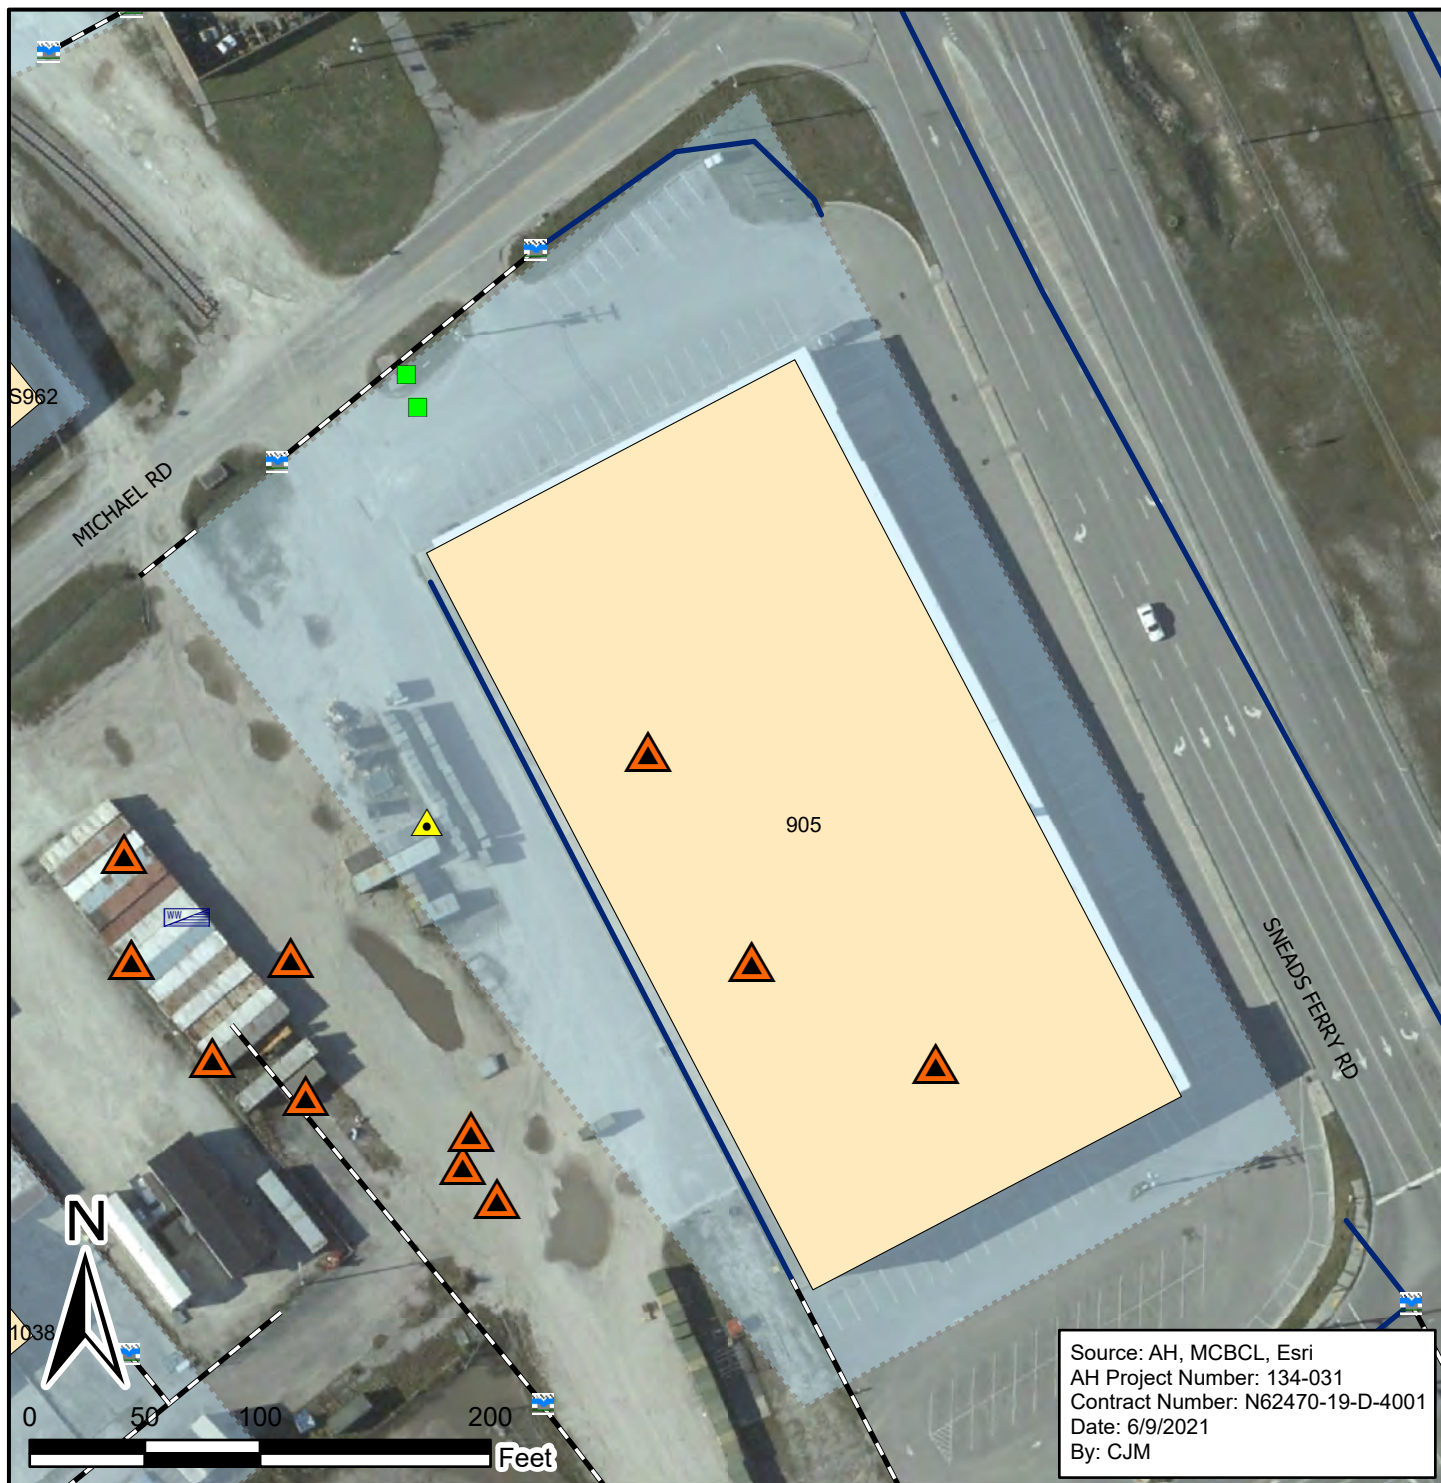 S962
MICHAEL RD
905
WW
SNEADS FERRY RD
N
1038
0 50 100 200
Feet
Source: AH, MCBCL, Esri
AH Project Number: 134-031
Contract Number: N62470-19-D-4001
Date: 6/9/2021
By: CJM